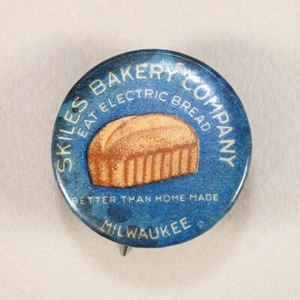 SKILES BAKERY COMPANY
EAT ELECTRIC BREAD
BETTER THAN HOME MADE
MILWAUKEE